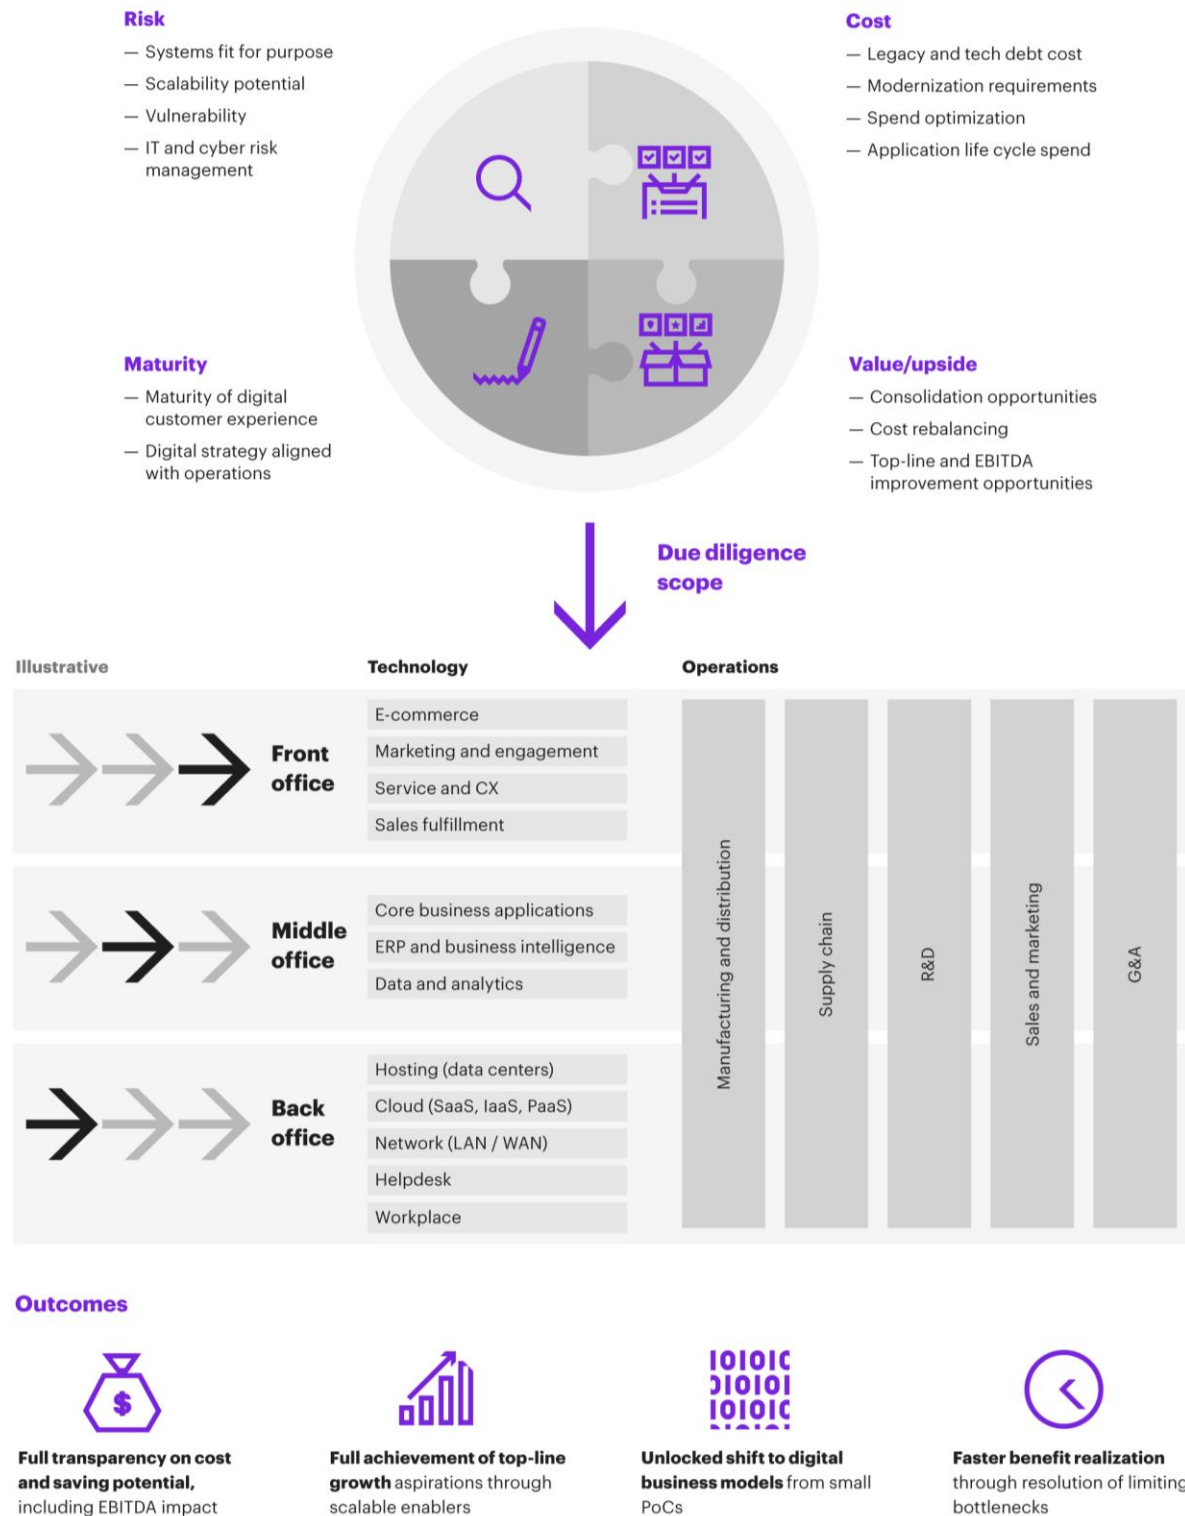 Risk
— Systems fit for purpose
— Scalability potential
— Vulnerability
— IT and cyber risk
management
Cost
— Legacy and tech debt cost
— Modernization requirements
— Spend optimization
— Application life cycle spend
Maturity
— Maturity of digital
customer experience
— Digital strategy aligned
with operations
Value/upside
— Consolidation opportunities
— Cost rebalancing
— Top-line and EBITDA
improvement opportunities
Due diligence
scope
Illustrative
Technology
Operations
Front
office
E-commerce
Marketing and engagement
Service and CX
Sales fulfillment
Middle
office
Core business applications
ERP and business intelligence
Data and analytics
Back
office
Hosting (data centers)
Cloud (SaaS, IaaS, PaaS)
Network (LAN / WAN)
Helpdesk
Workplace
Manufacturing and distribution
Supply chain
R&D
Sales and marketing
G&A
Outcomes
$
Full transparency on cost
and saving potential,
including EBITDA impact
Full achievement of top-line
growth aspirations through
scalable enablers
IOIOIC
OIOIOI
IOIOIC
Unlocked shift to digital
business models from small
PoCs
Faster benefit realization
through resolution of limiting
bottlenecks